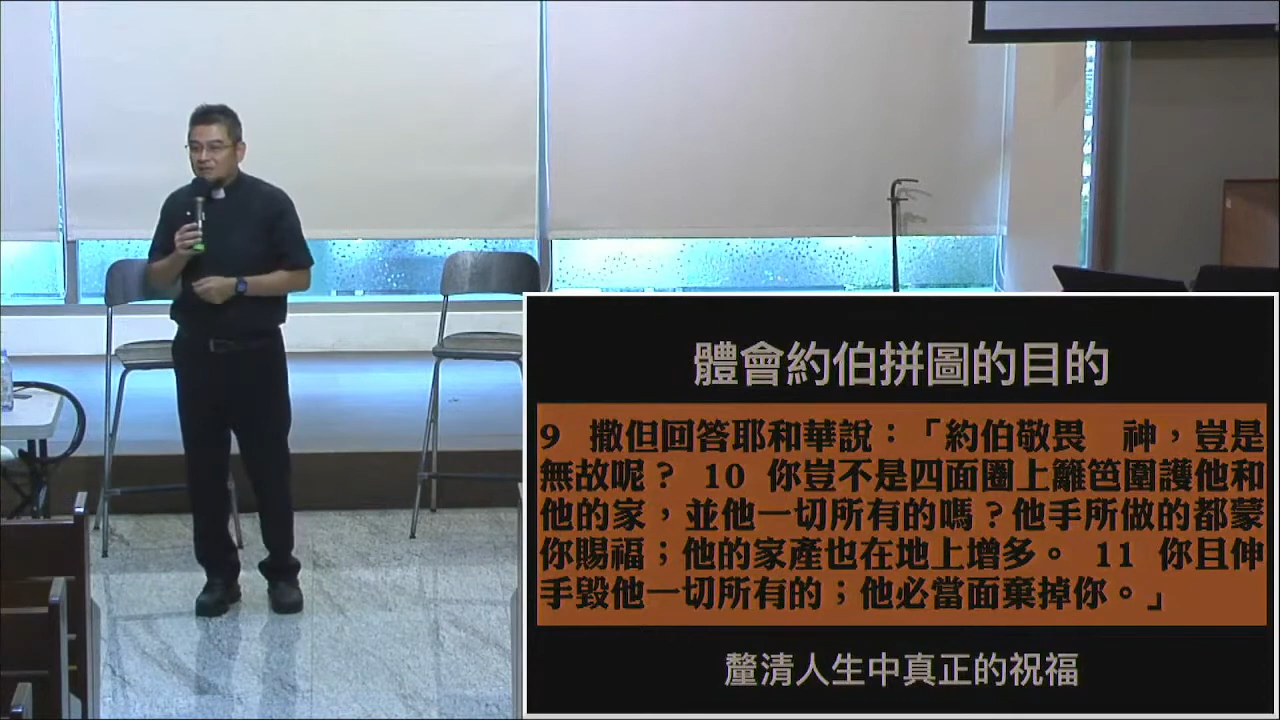 體會約伯拼圖的目的
9 撒但回答耶和華說：「約伯敬畏　神，豈是
無故呢？ 10 你豈不是四面圈上籬笆圍護他和
他的家，並他一切所有的嗎？他手所做的都蒙
你賜福；他的家產也在地上增多。 11 你且伸
手毀他一切所有的；他必當面棄掉你。」
釐清人生中真正的祝福